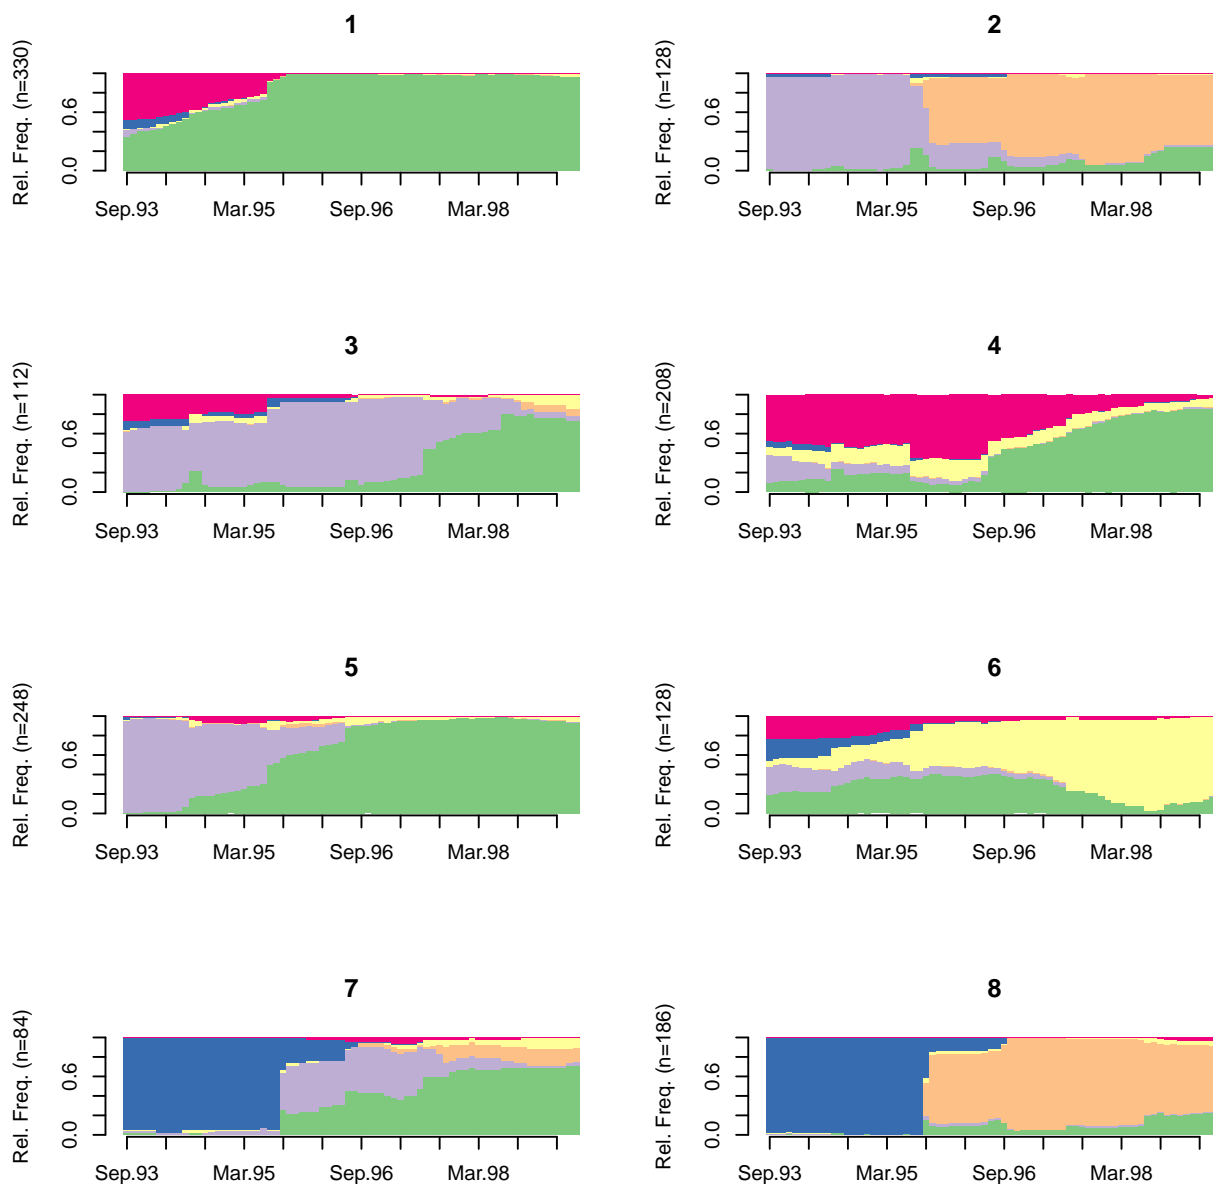 1
Rel. Freq. (n=330)
0.0 0.6
Sep.93 Mar.95 Sep.96 Mar.98
2
Rel. Freq. (n=128)
0.0 0.6
Sep.93 Mar.95 Sep.96 Mar.98
3
Rel. Freq. (n=112)
0.0 0.6
Sep.93 Mar.95 Sep.96 Mar.98
4
Rel. Freq. (n=208)
0.0 0.6
Sep.93 Mar.95 Sep.96 Mar.98
5
Rel. Freq. (n=248)
0.0 0.6
Sep.93 Mar.95 Sep.96 Mar.98
6
Rel. Freq. (n=128)
0.0 0.6
Sep.93 Mar.95 Sep.96 Mar.98
7
Rel. Freq. (n=84)
0.0 0.6
Sep.93 Mar.95 Sep.96 Mar.98
8
Rel. Freq. (n=186)
0.0 0.6
Sep.93 Mar.95 Sep.96 Mar.98